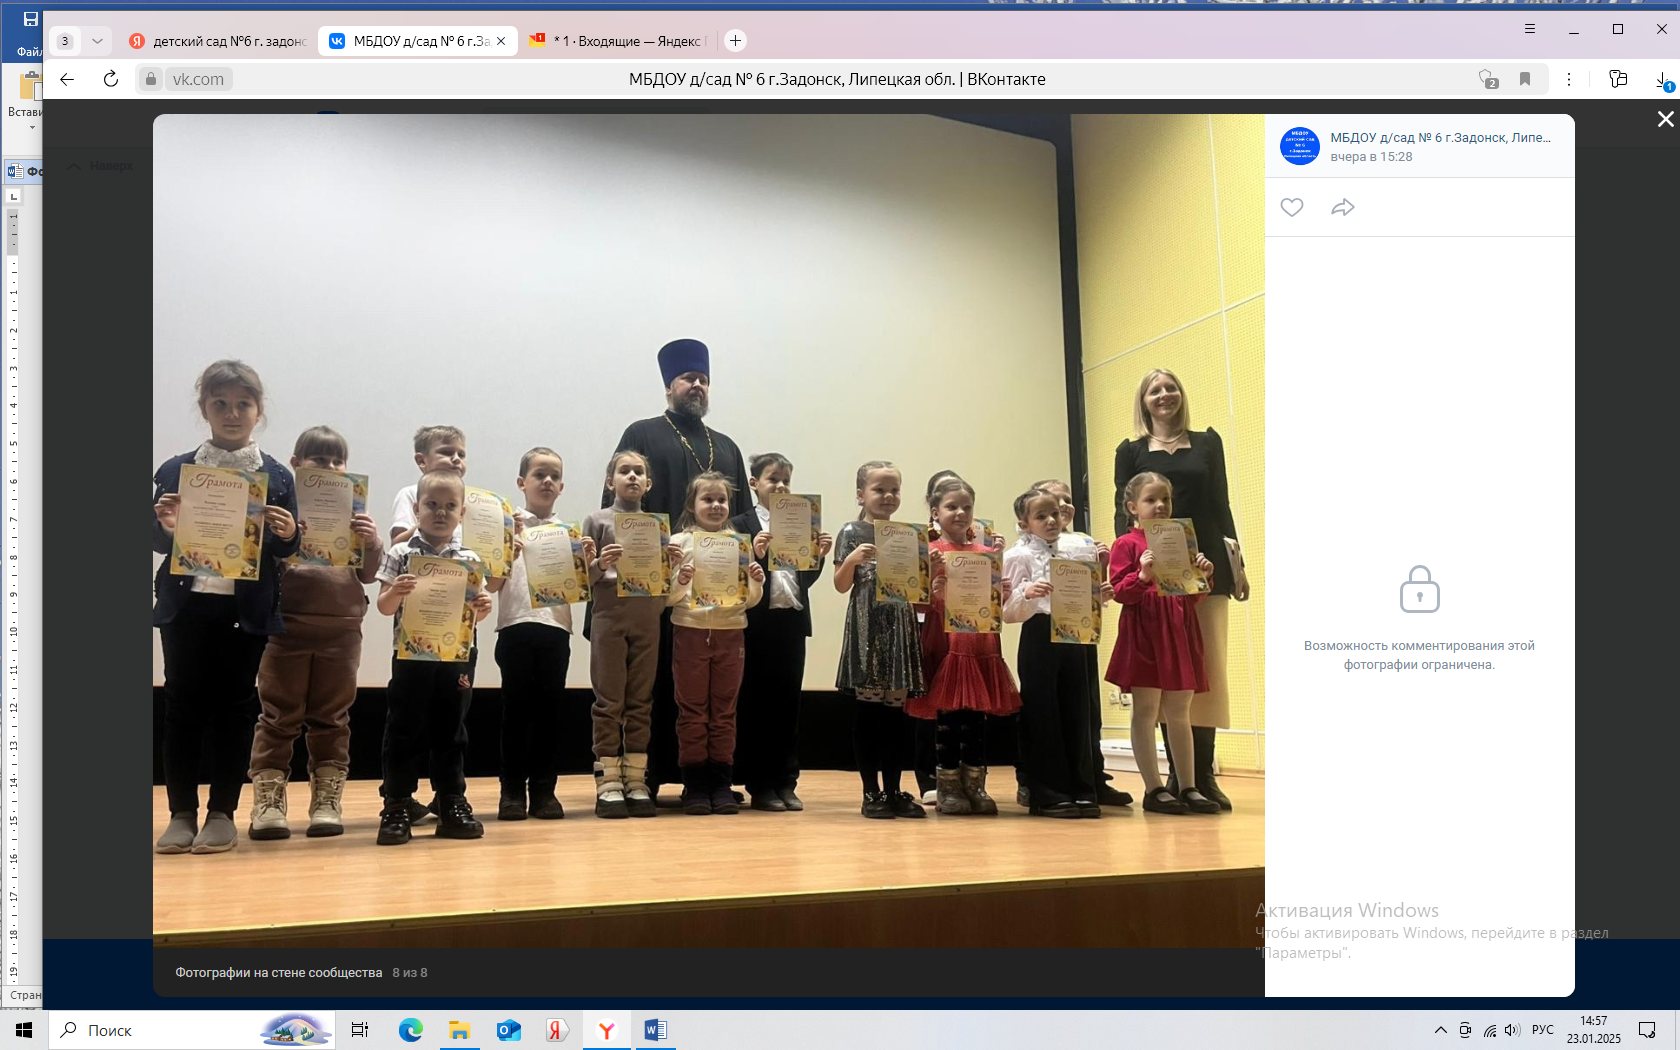 Файл
3
детский сад №6 г. задонс
МБДОУ д/сад № 6 г.За
* 1 · Входящие — Яндекс
vk.com
МБДОУ д/сад № 6 г.Задонск, Липецкая обл. | ВКонтакте
2
1
Встави
Наверх
МБДОУ д/сад № 6 г.Задонск, Липе...
вчера в 15:28
Грамота
Грамота
Грамота
Грамота
Грамота
Грамота
Грамота
Возможность комментирования этой
фотографии ограничена.
Активация Windows
Чтобы активировать Windows, перейдите в раздел
"Параметры".
Фотографии на стене сообщества 8 из 8
Стран
Поиск
РУС
14:57
23.01.2025